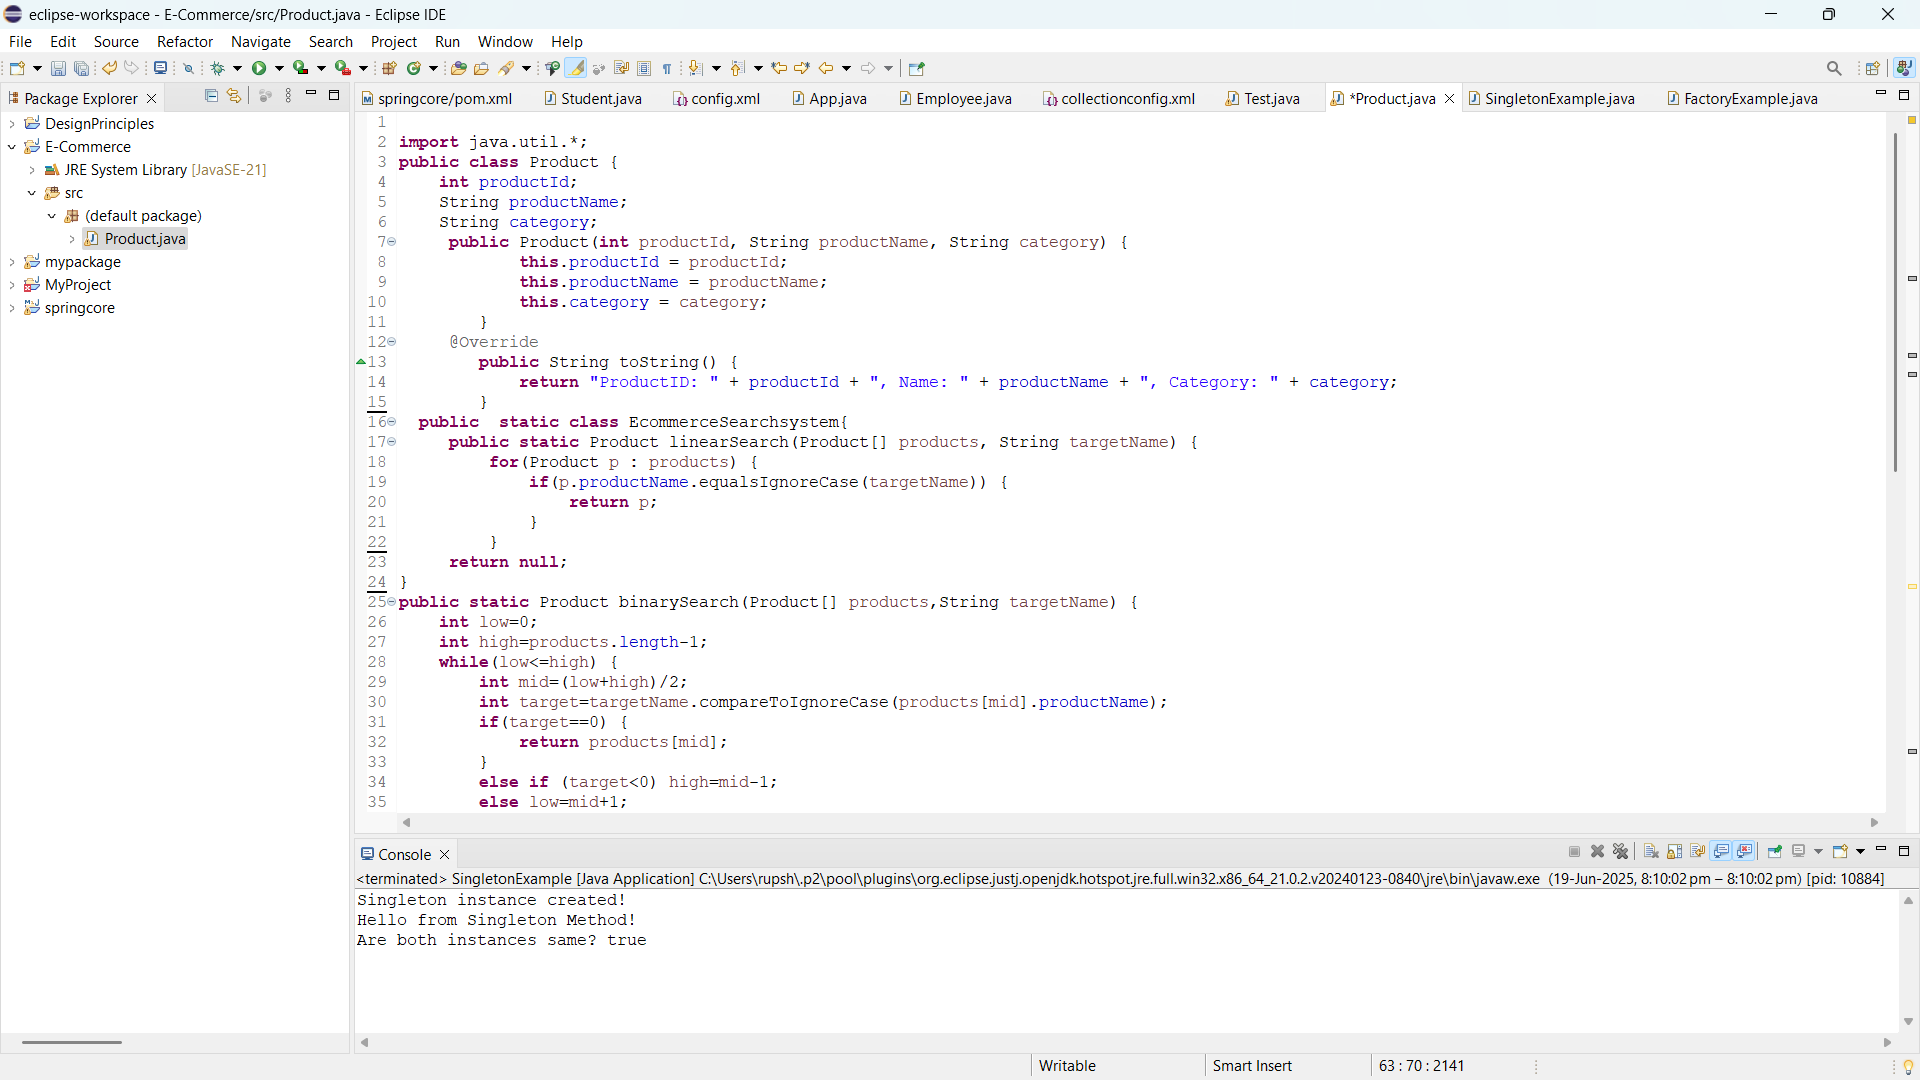 eclipse-workspace - E-Commerce/src/Product.java - Eclipse IDE
File Edit Source Refactor Navigate Search Project Run Window Help
Package Explorer
DesignPrinciples
E-Commerce
JRE System Library [JavaSE-21]
src
(default package)
Product.java
mypackage
MyProject
springcore
springcore/pom.xml Student.java config.xml App.java Employee.java collectionconfig.xml Test.java *Product.java SingletonExample.java FactoryExample.java
1
2 import java.util.*;
3 public class Product {
4 int productId;
5 String productName;
6 String category;
7 public Product(int productId, String productName, String category) {
8 this.productId = productId;
9 this.productName = productName;
10 this.category = category;
11 }
12 @Override
13 public String toString() {
14 return "ProductID: " + productId + ", Name: " + productName + ", Category: " + category;
15 }
16 public  static class EcommerceSearchsystem{
17 public static Product linearSearch(Product[] products, String targetName) {
18 for(Product p : products) {
19 if(p.productName.equalsIgnoreCase(targetName)) {
20 return p;
21 }
22 }
23 return null;
24 }
25 public static Product binarySearch(Product[] products,String targetName) {
26 int low=0;
27 int high=products.length-1;
28 while(low<=high) {
29 int mid=(low+high)/2;
30 int target=targetName.compareToIgnoreCase(products[mid].productName);
31 if(target==0) {
32 return products[mid];
33 }
34 else if (target<0) high=mid-1;
35 else low=mid+1;
Console
<terminated> SingletonExample [Java Application] C:\Users\rupsh\.p2\pool\plugins\org.eclipse.justj.openjdk.hotspot.jre.full.win32.x86_64_21.0.2.v20240123-0840\jre\bin\javaw.exe (19-Jun-2025, 8:10:02 pm – 8:10:02 pm) [pid: 10884]
Singleton instance created!
Hello from Singleton Method!
Are both instances same? true
Writable Smart Insert 63 : 70 : 2141